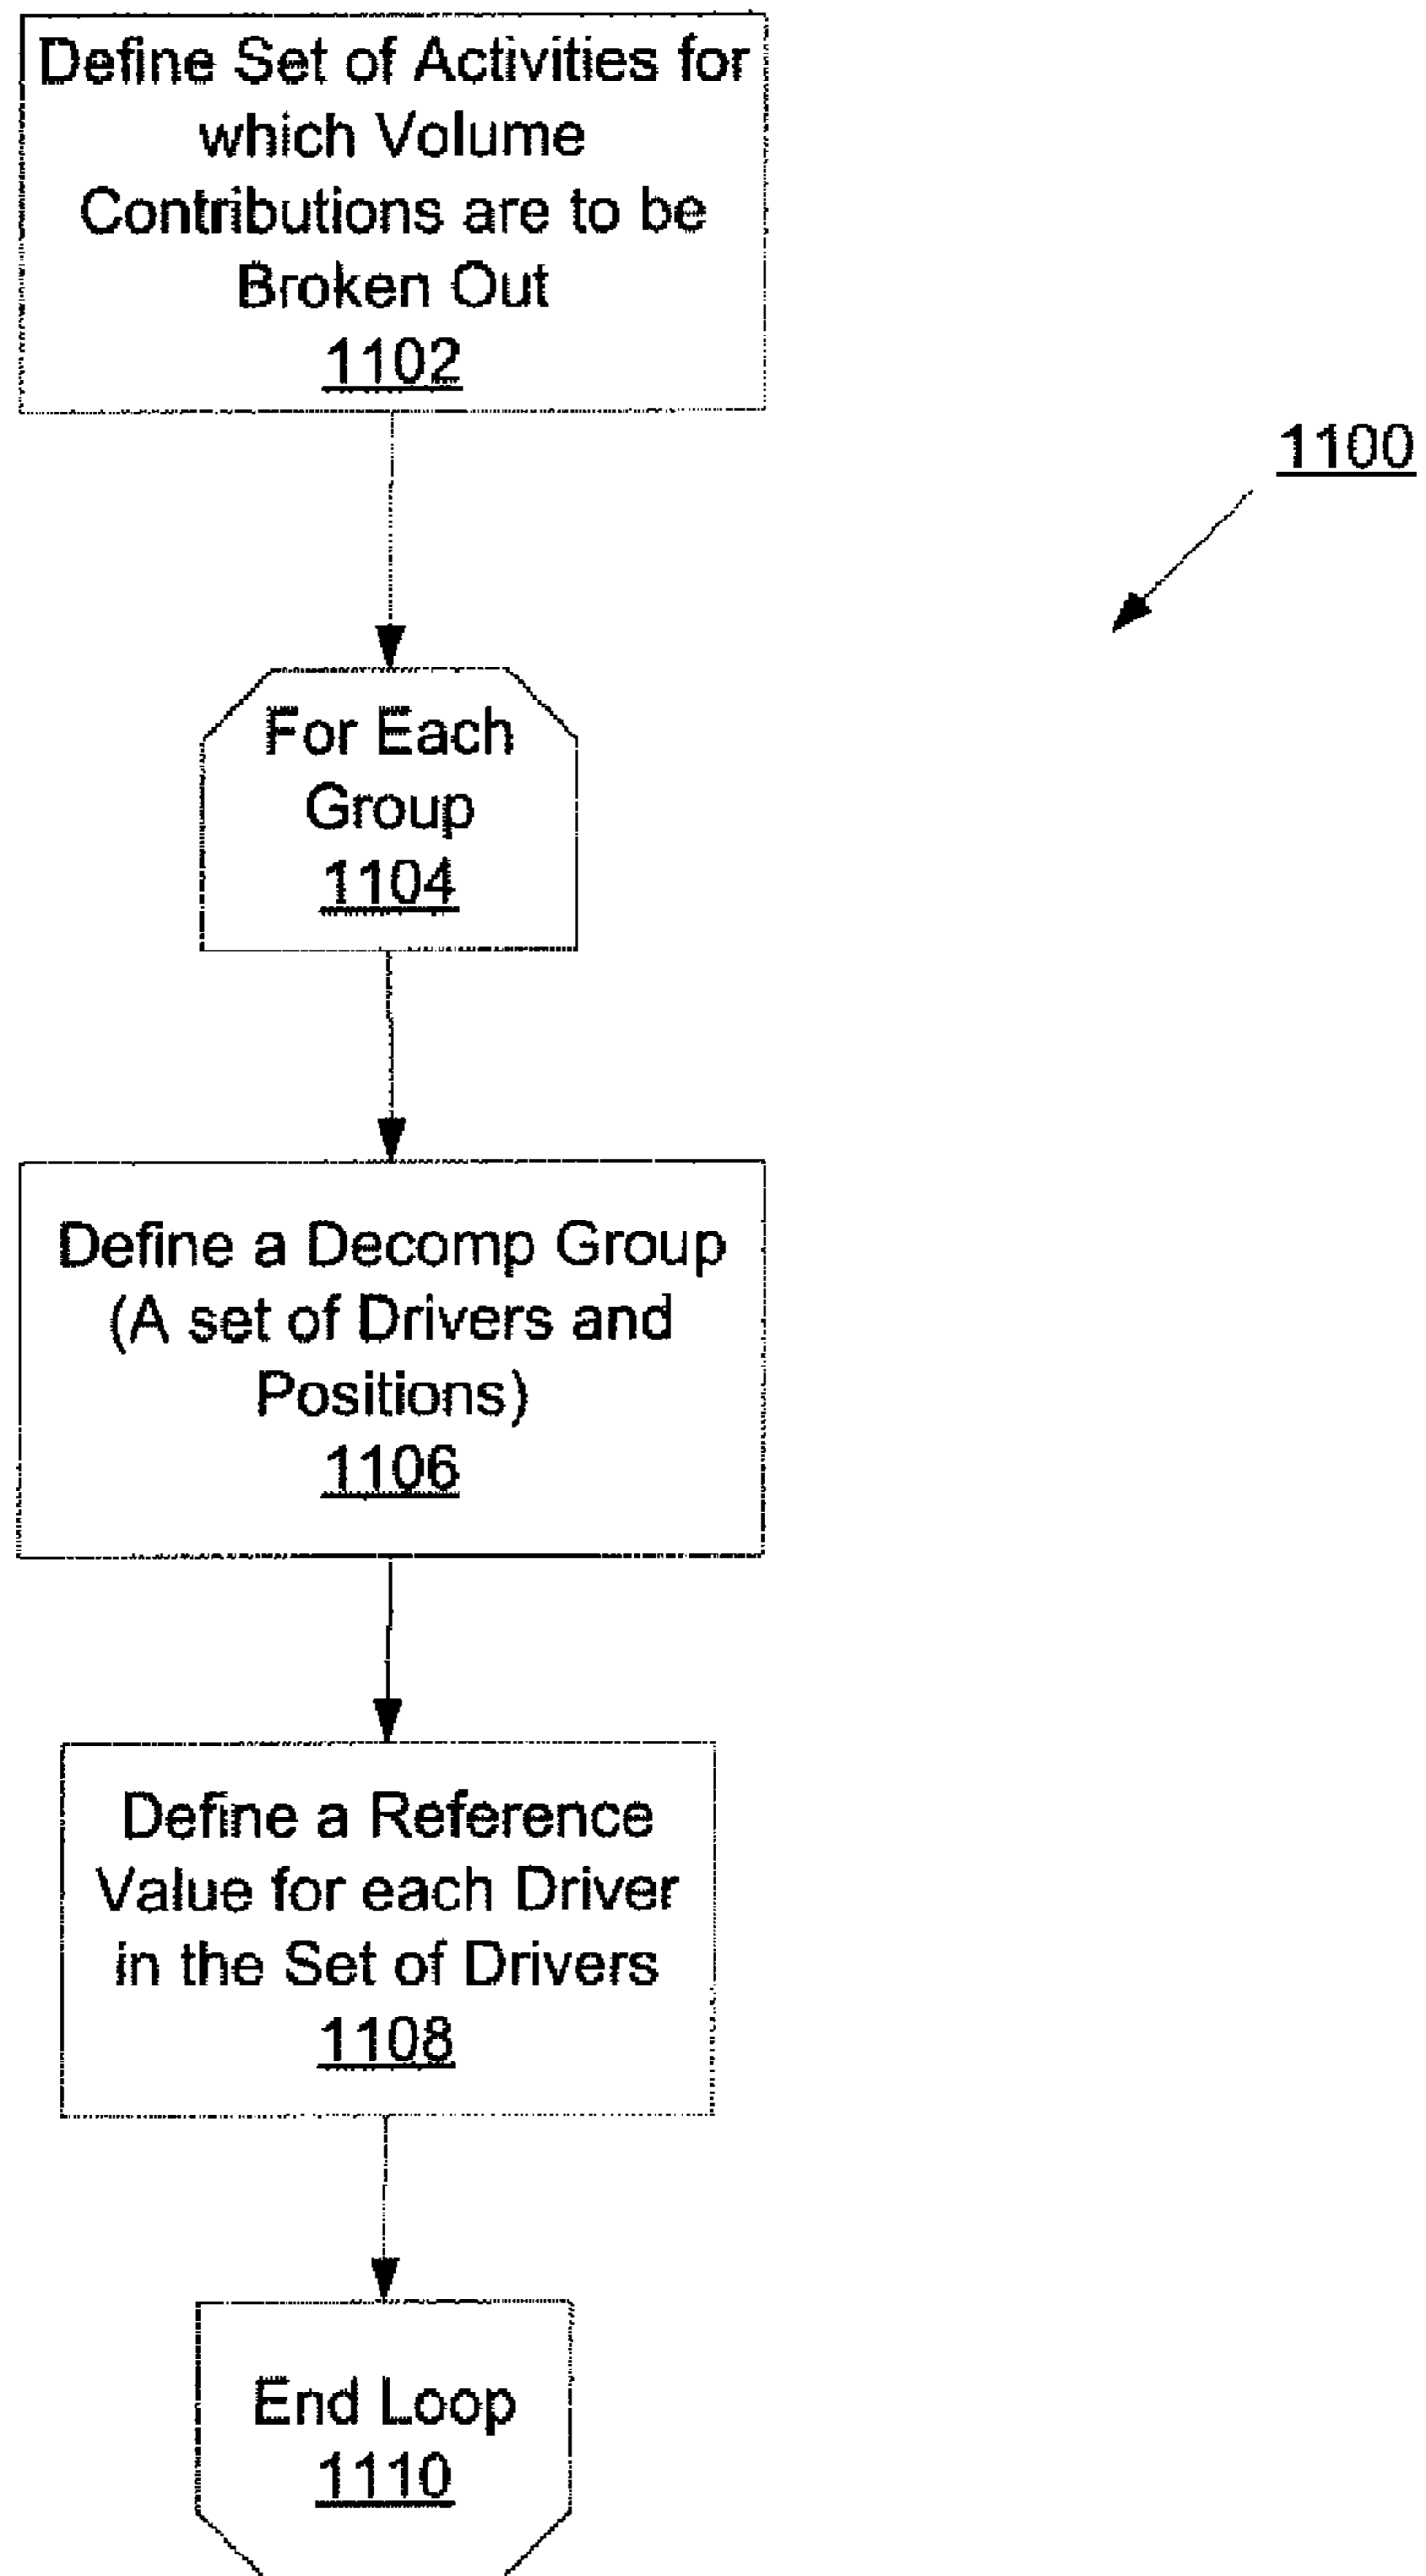 Define Set of Activities for
which Volume
Contributions are to be
Broken Out
1102
1100
For Each
Group
1104
Define a Decomp Group
(A set of Drivers and
Positions)
1106
Define a Reference
Value for each Driver
in the Set of Drivers
1108
End Loop
1110